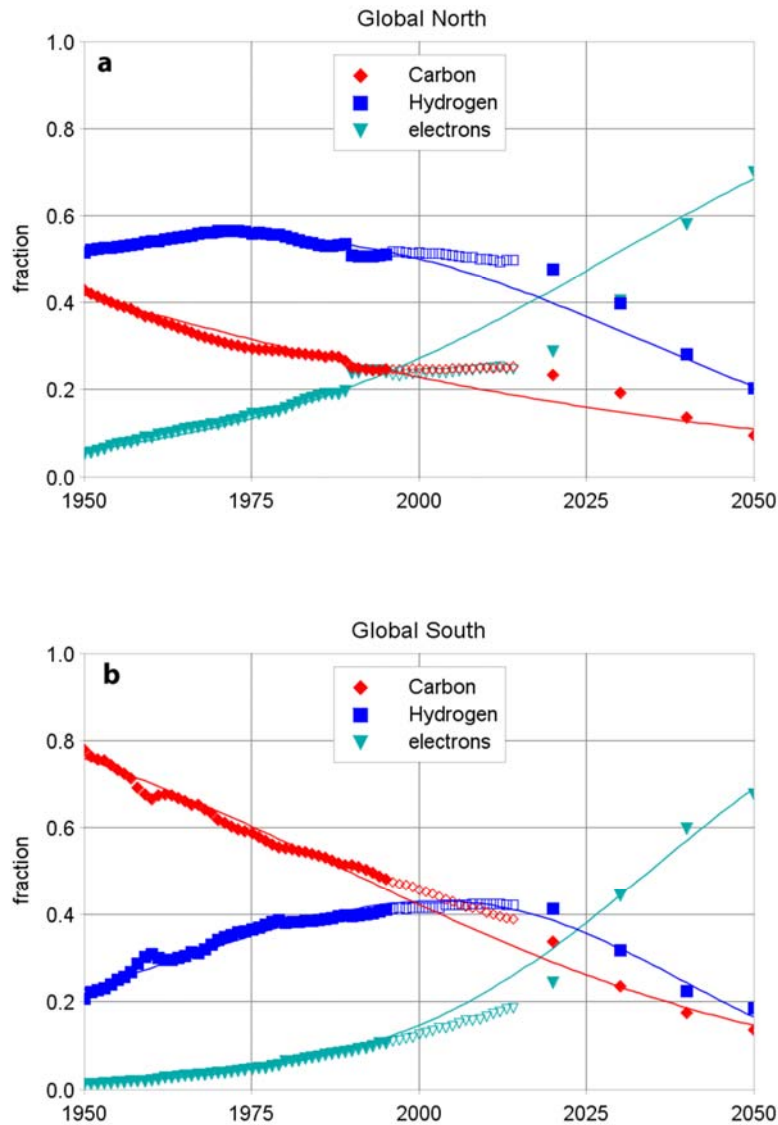 Global North
a
1.0
0.8
0.6
0.4
0.2
0.0
fraction
Carbon
Hydrogen
electrons
1950
1975
2000
2025
2050
Global South
b
1.0
0.8
0.6
0.4
0.2
0.0
fraction
Carbon
Hydrogen
electrons
1950
1975
2000
2025
2050